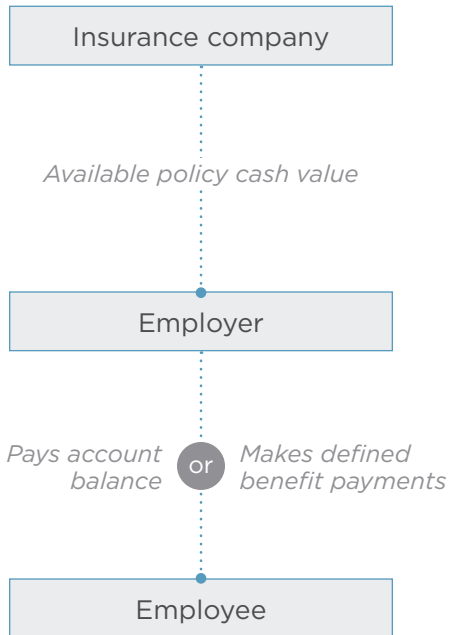 Insurance company
Available policy cash value
Employer
Pays account
balance
or
Makes defined
benefit payments
Employee